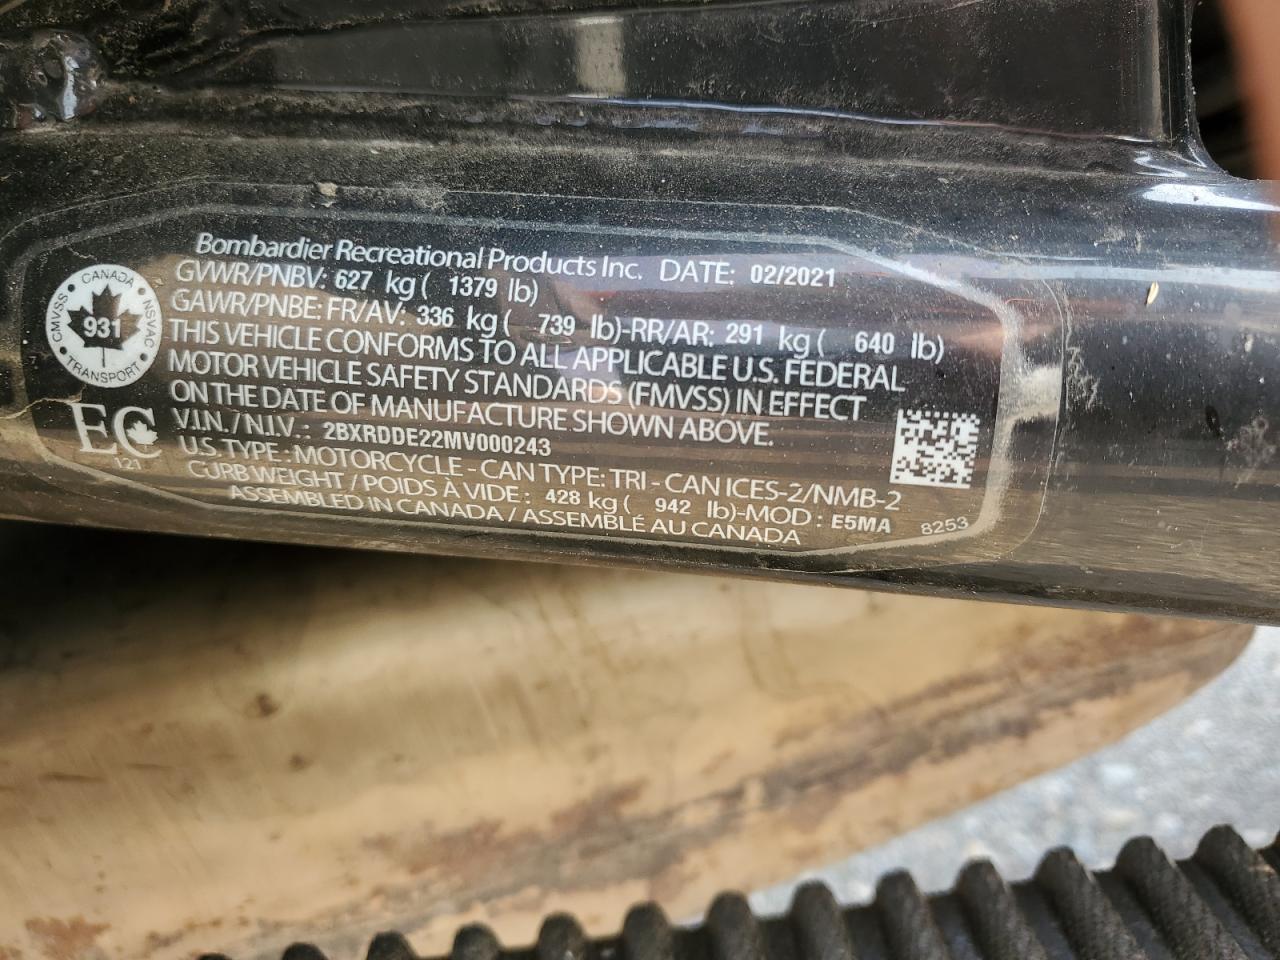 Bombardier Recreational Products Inc. DATE: 02/2021
GVWR/PNBV: 627 kg ( 1379 lb)
GAWR/PNBE: FR/AV: 336 kg ( 739 lb)-RR/AR: 291 kg ( 640 lb)
THIS VEHICLE CONFORMS TO ALL APPLICABLE U.S. FEDERAL
MOTOR VEHICLE SAFETY STANDARDS (FMVSS) IN EFFECT
ON THE DATE OF MANUFACTURE SHOWN ABOVE.
V.I.N. / N.I.V. : 2BXRDDE22MV000243
U.S. TYPE : MOTORCYCLE - CAN TYPE: TRI - CAN ICES-2/NMB-2
CURB WEIGHT / POIDS À VIDE : 428 kg ( 942 lb)-MOD : E5MA
ASSEMBLED IN CANADA / ASSEMBLÉ AU CANADA
8253
CANADA
CMVSS · NSVAC
931
TRANSPORT
EC
121